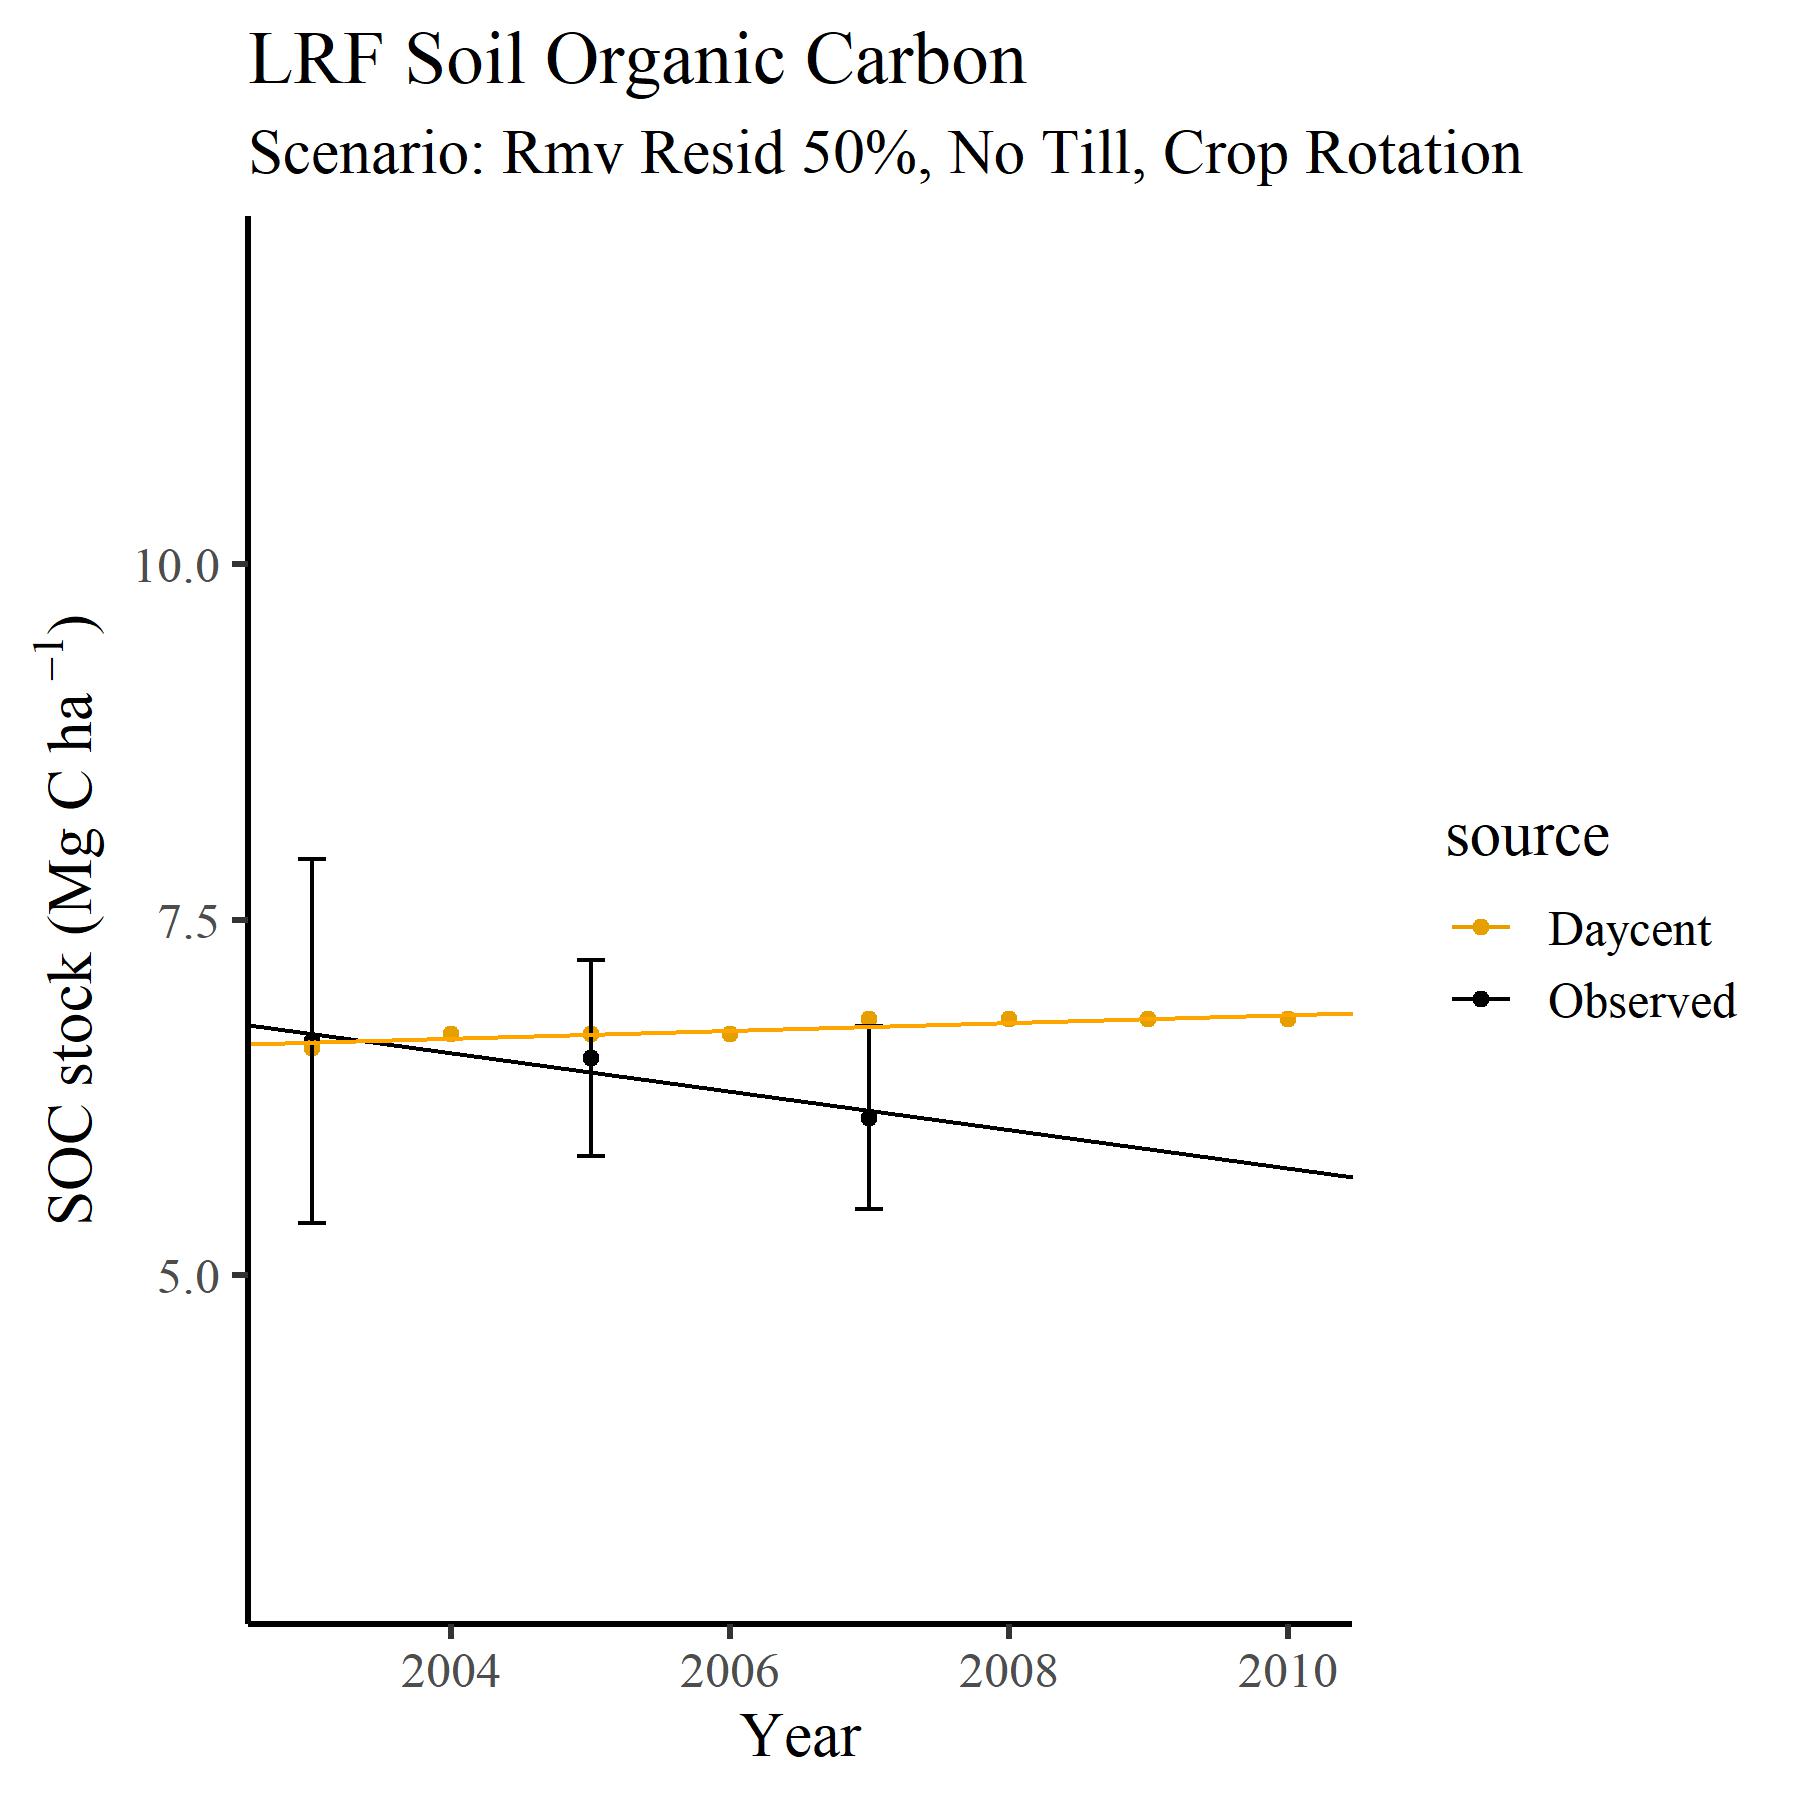 LRF Soil Organic Carbon
Scenario: Rmv Resid 50%, No Till, Crop Rotation
SOC stock (Mg C ha −1)
10.0
7.5
5.0
2004 2006 2008 2010
Year
source
Daycent
Observed